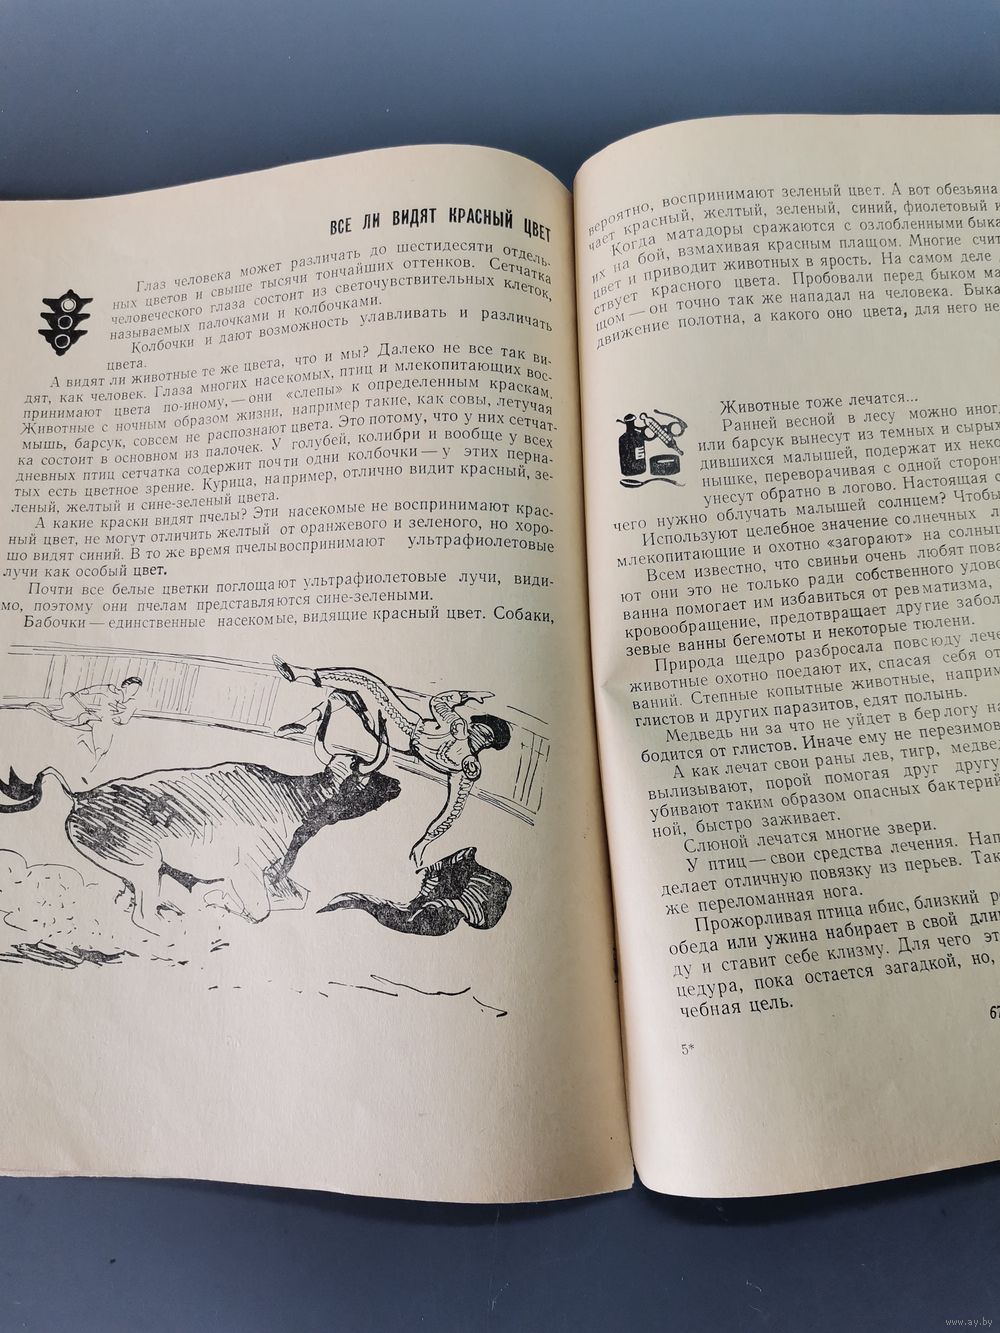 ВСЕ ЛИ ВИДЯТ КРАСНЫЙ ЦВЕТ
Глаз человека может различать до шестидесяти отдель-
ных цветов и свыше тысячи тончайших оттенков. Сетчатка
человеческого глаза состоит из светочувствительных клеток,
называемых палочками и колбочками.
Колбочки и дают возможность улавливать и различать
цвета.
А видят ли животные те же цвета, что и мы? Далеко не все так ви-
дят, как человек. Глаза многих насекомых, птиц и млекопитающих вос-
принимают цвета по-иному,—они «слепы» к определенным краскам.
Животные с ночным образом жизни, например такие, как совы, летучая
мышь, барсук, совсем не распознают цвета. Это потому, что у них сетчат-
ка состоит в основном из палочек. У голубей, колибри и вообще у всех
дневных птиц сетчатка содержит почти одни колбочки—у этих перна-
тых есть цветное зрение. Курица, например, отлично видит красный, зе-
леный, желтый и сине-зеленый цвета.
А какие краски видят пчелы? Эти насекомые не воспринимают крас-
ный цвет, не могут отличить желтый от оранжевого и зеленого, но хоро-
шо видят синий. В то же время пчелы воспринимают ультрафиолетовые
лучи как особый цвет.
Почти все белые цветки поглощают ультрафиолетовые лучи, види-
мо, поэтому они пчелам представляются сине-зелеными.
Бабочки—единственные насекомые, видящие красный цвет. Собаки,
вероятно, воспринимают зеленый цвет. А вот обезьяна
чает красный, желтый, зеленый, синий, фиолетовый и
Когда матадоры сражаются с озлобленными быка
их на бой, взмахивая красным плащом. Многие счит
цвет и приводит животных в ярость. На самом деле
ствует красного цвета. Пробовали перед быком ма
щом—он точно так же нападал на человека. Быка
движение полотна, а какого оно цвета, для него не
Животные тоже лечатся...
Ранней весной в лесу можно иног
или барсук вынесут из темных и сырых
дившихся малышей, подержат их неко
нышке, переворачивая с одной сторон
унесут обратно в логово. Настоящая с
чего нужно облучать малышей солнцем? Чтобы
Используют целебное значение солнечных л
млекопитающие и охотно «загорают» на солныш
Всем известно, что свиньи очень любят пова
ют они это не только ради собственного удово
ванна помогает им избавиться от ревматизма,
кровообращение, предотвращает другие забол
зевые ванны бегемоты и некоторые тюлени.
Природа щедро разбросала повсюду лече
животные охотно поедают их, спасая себя от
ваний. Степные копытные животные, наприм
глистов и других паразитов, едят полынь.
Медведь ни за что не уйдет в берлогу на
бодится от глистов. Иначе ему не перезимов
А как лечат свои раны лев, тигр, медве
вылизывают, порой помогая друг другу
убивают таким образом опасных бактерий
ной, быстро заживает.
Слюной лечатся многие звери.
У птиц—свои средства лечения. Нап
делает отличную повязку из перьев. Так
же переломанная нога.
Прожорливая птица ибис, близкий р
обеда или ужина набирает в свой дли
ду и ставит себе клизму. Для чего эт
цедура, пока остается загадкой, но,
чебная цель.
67
5*
www.ay.by